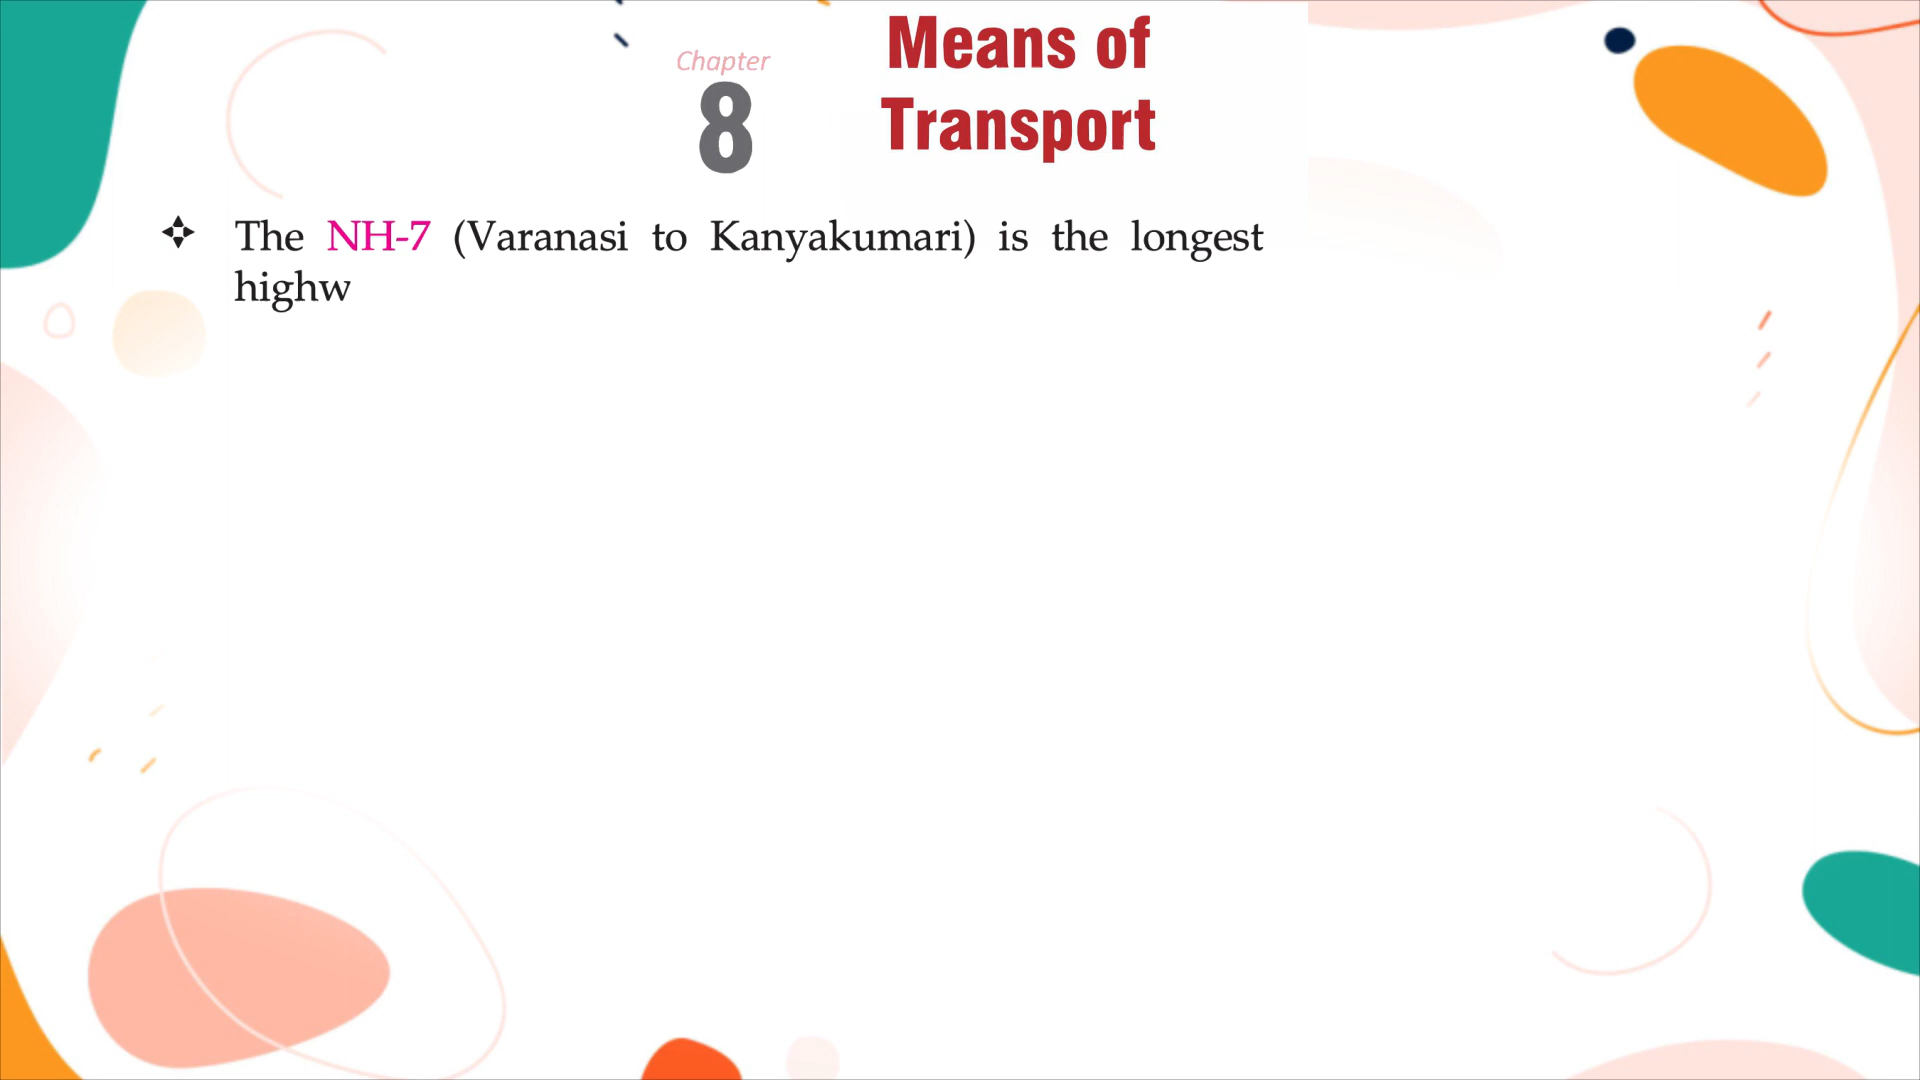 Chapter
8
Means of
Transport
The NH-7 (Varanasi to Kanyakumari) is the longest
highw